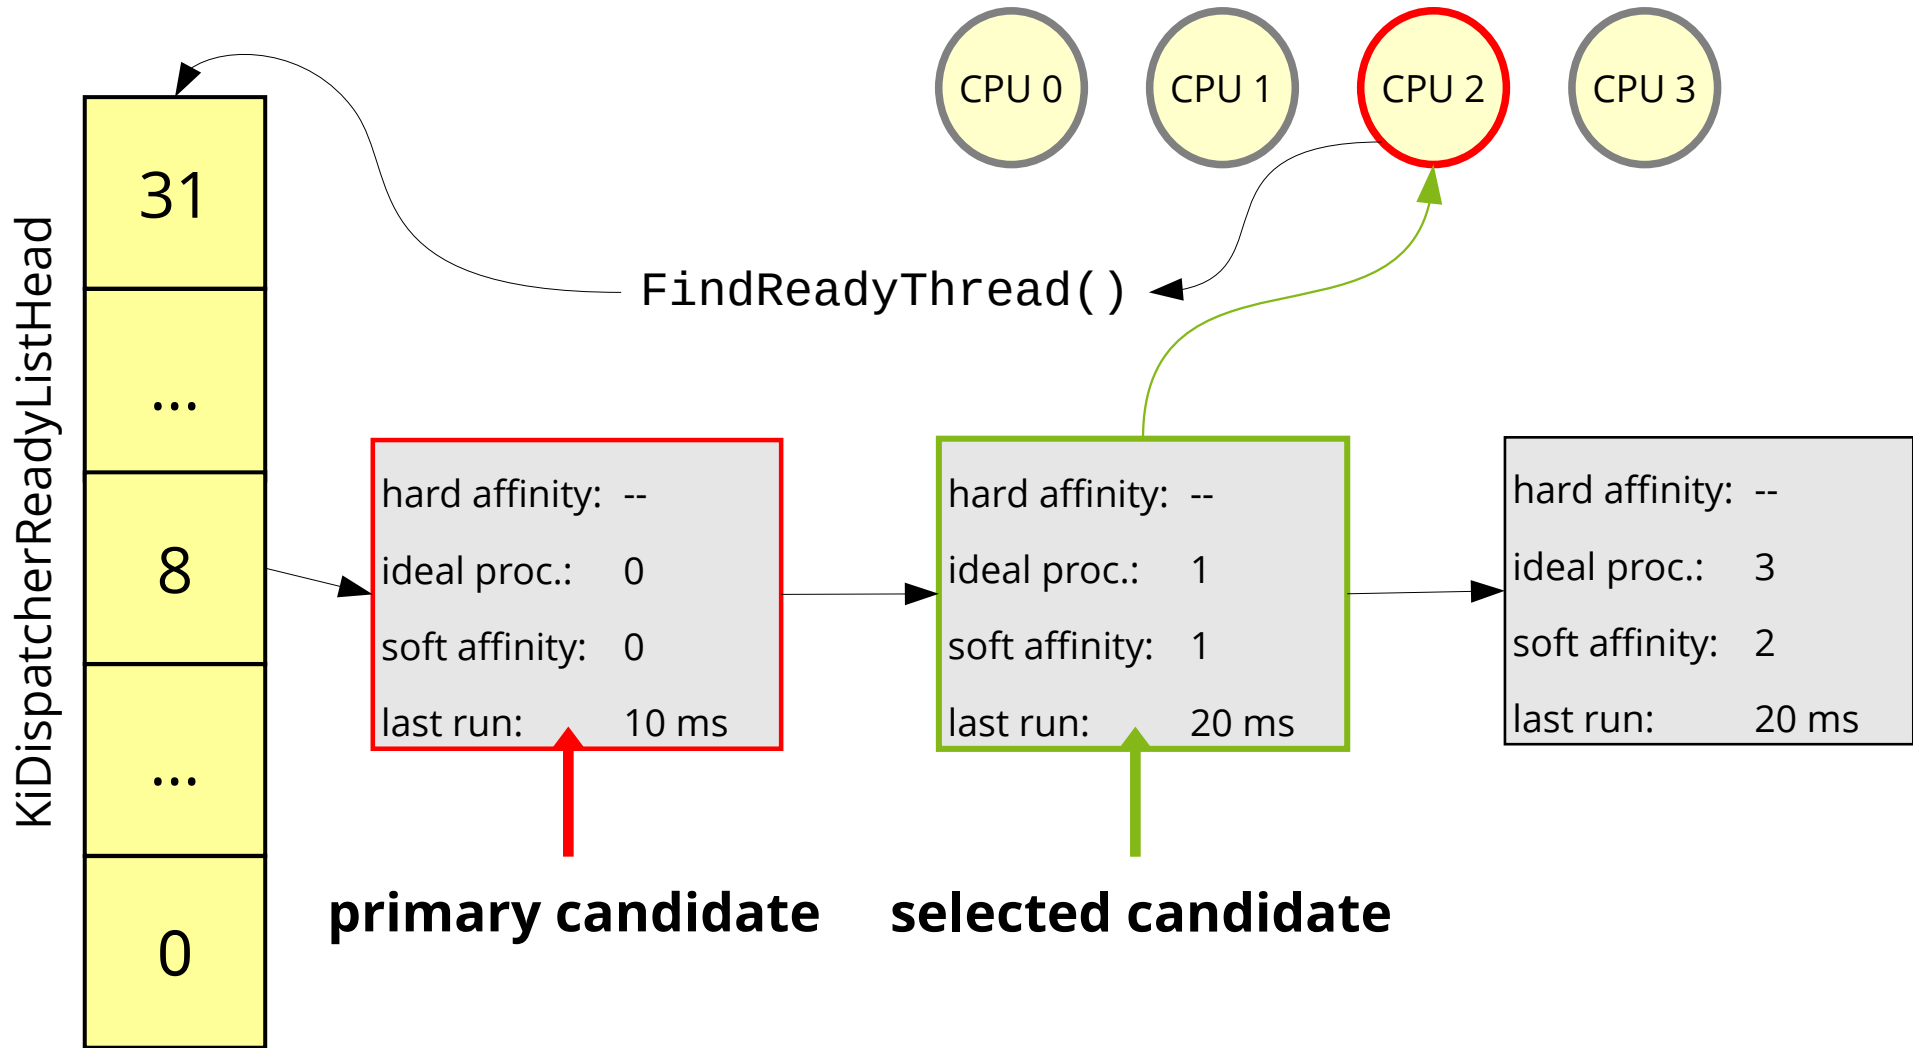 CPU 0
CPU 1
CPU 2
CPU 3
KiDispatcherReadyListHead
31
...
8
...
0
FindReadyThread()
hard affinity: --
ideal proc.: 0
soft affinity: 0
last run: 10 ms
hard affinity: --
ideal proc.: 1
soft affinity: 1
last run: 20 ms
hard affinity: --
ideal proc.: 3
soft affinity: 2
last run: 20 ms
primary candidate
selected candidate